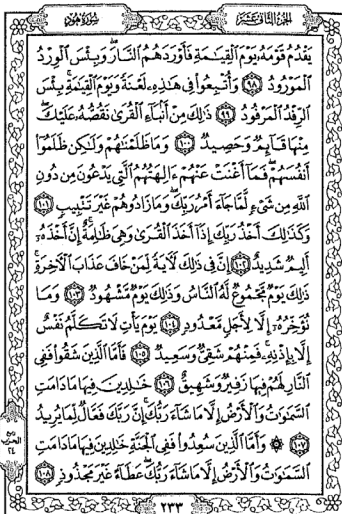 الجزء الثاني عشر سورة هود
يَقْدُمُ قَوْمَهُۥ يَوْمَ ٱلْقِيَٰمَةِ فَأَوْرَدَهُمُ ٱلنَّارَ ۖ وَبِئْسَ ٱلْوِرْدُ
ٱلْمَوْرُودُ ٩٨ وَأُتْبِعُوا۟ فِى هَٰذِهِۦ لَعْنَةً وَيَوْمَ ٱلْقِيَٰمَةِ ۚ بِئْسَ
ٱلرِّفْدُ ٱلْمَرْفُودُ ٩٩ ذَٰلِكَ مِنْ أَنۢبَآءِ ٱلْقُرَىٰ نَقُصُّهُۥ عَلَيْكَ ۖ
مِنْهَا قَآئِمٌ وَحَصِيدٌ ١٠٠ وَمَا ظَلَمْنَٰهُمْ وَلَٰكِن ظَلَمُوٓا۟
أَنفُسَهُمْ ۖ فَمَآ أَغْنَتْ عَنْهُمْ ءَالِهَتُهُمُ ٱلَّتِى يَدْعُونَ مِن دُونِ
ٱللَّهِ مِن شَىْءٍ لَّمَّا جَآءَ أَمْرُ رَبِّكَ ۖ وَمَا زَادُوهُمْ غَيْرَ تَتْبِيبٍ ١٠١
وَكَذَٰلِكَ أَخْذُ رَبِّكَ إِذَآ أَخَذَ ٱلْقُرَىٰ وَهِىَ ظَٰلِمَةٌ ۚ إِنَّ أَخْذَهُۥٓ
أَلِيمٌ شَدِيدٌ ١٠٢ إِنَّ فِى ذَٰلِكَ لَءَايَةً لِّمَنْ خَافَ عَذَابَ ٱلْءَاخِرَةِ ۚ
ذَٰلِكَ يَوْمٌ مَّجْمُوعٌ لَّهُ ٱلنَّاسُ وَذَٰلِكَ يَوْمٌ مَّشْهُودٌ ١٠٣ وَمَا
نُؤَخِّرُهُۥٓ إِلَّا لِأَجَلٍ مَّعْدُودٍ ١٠٤ يَوْمَ يَأْتِ لَا تَكَلَّمُ نَفْسٌ
إِلَّا بِإِذْنِهِۦ ۚ فَمِنْهُمْ شَقِىٌّ وَسَعِيدٌ ١٠٥ فَأَمَّا ٱلَّذِينَ شَقُوا۟ فَفِى
ٱلنَّارِ لَهُمْ فِيهَا زَفِيرٌ وَشَهِيقٌ ١٠٦ خَٰلِدِينَ فِيهَا مَا دَامَتِ
ٱلسَّمَٰوَٰتُ وَٱلْأَرْضُ إِلَّا مَا شَآءَ رَبُّكَ ۚ إِنَّ رَبَّكَ فَعَّالٌ لِّمَا يُرِيدُ
١٠٧ ۞ وَأَمَّا ٱلَّذِينَ سُعِدُوا۟ فَفِى ٱلْجَنَّةِ خَٰلِدِينَ فِيهَا مَا دَامَتِ
ٱلسَّمَٰوَٰتُ وَٱلْأَرْضُ إِلَّا مَا شَآءَ رَبُّكَ ۖ عَطَآءً غَيْرَ مَجْذُوذٍ ١٠٨
ربع
الحزب
٢٤
٢٣٣